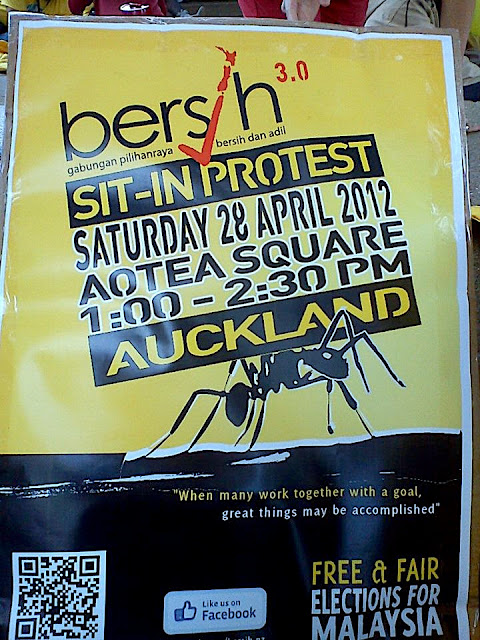 bersih 3.0
gabungan pilihanraya bersih dan adil
SIT-IN PROTEST
SATURDAY 28 APRIL 2012
AOTEA SQUARE
1:00 - 2:30 PM
AUCKLAND
"When many work together with a goal,
great things may be accomplished"
FREE & FAIR
ELECTIONS FOR
MALAYSIA
Like us on
Facebook